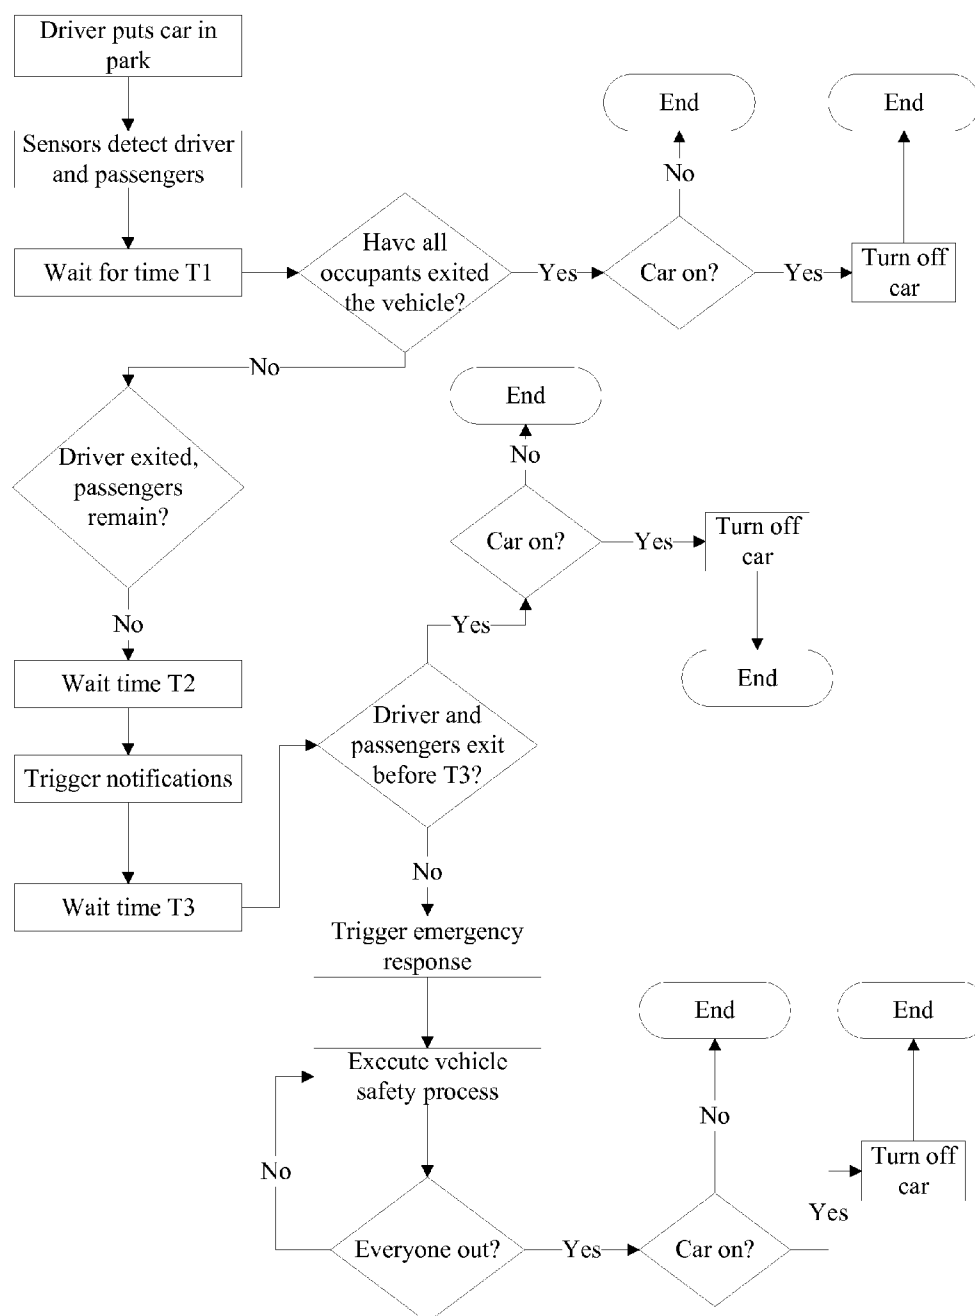 Driver puts car in
park
End
End
Sensors detect driver
and passengers
No
Have all
occupants exited
the vehicle?
Wait for time T1
Yes
Car on?
Yes
Turn off
car
No
End
Driver exited,
passengers
remain?
No
Car on?
Yes
Turn off
car
No
Yes
Wait time T2
End
Driver and
passengers exit
before T3?
Trigger notifications
No
Wait time T3
Trigger emergency
response
End
End
Execute vehicle
safety process
No
No
Turn off
car
Yes
Everyone out?
Yes
Car on?